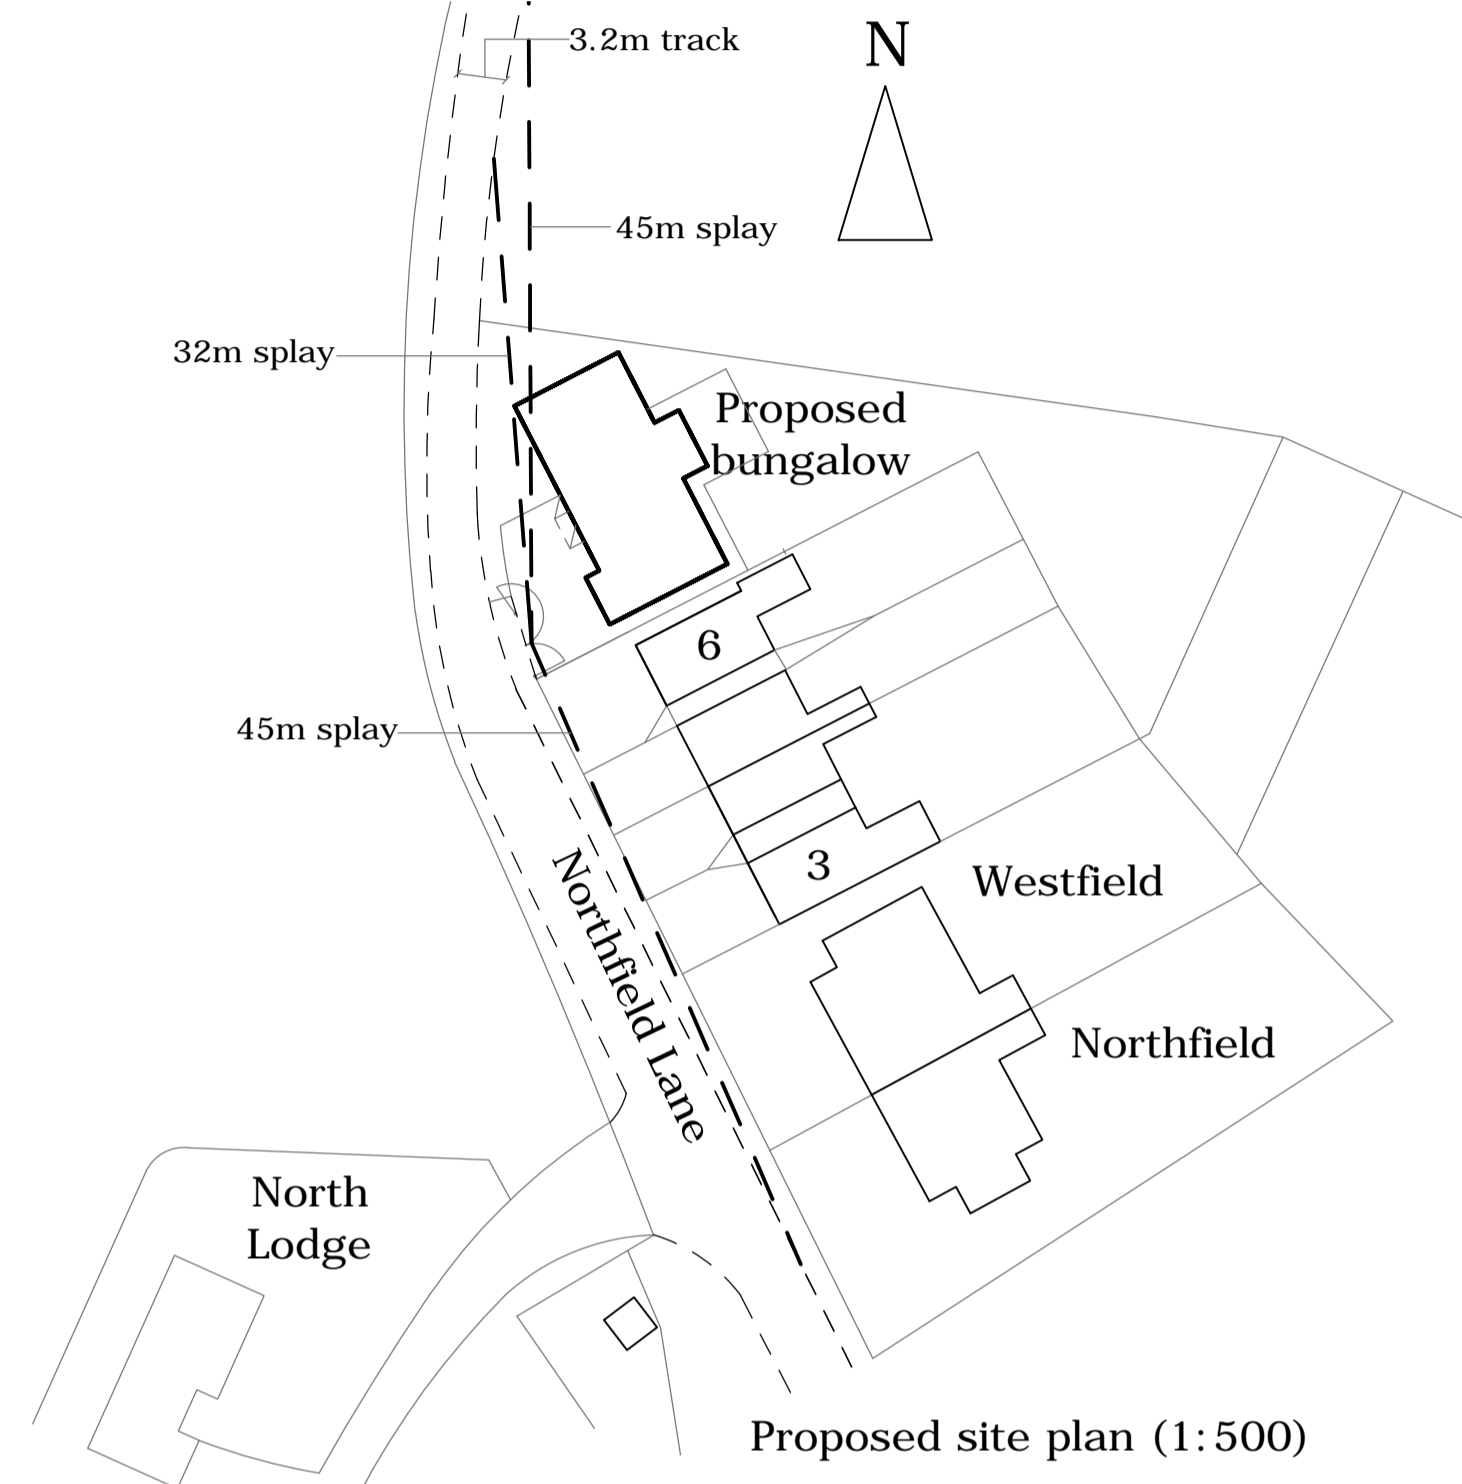 3.2m track
N
45m splay
32m splay
Proposed
bungalow
6
45m splay
3
Westfield
Northfield Lane
Northfield
North
Lodge
Proposed site plan (1:500)